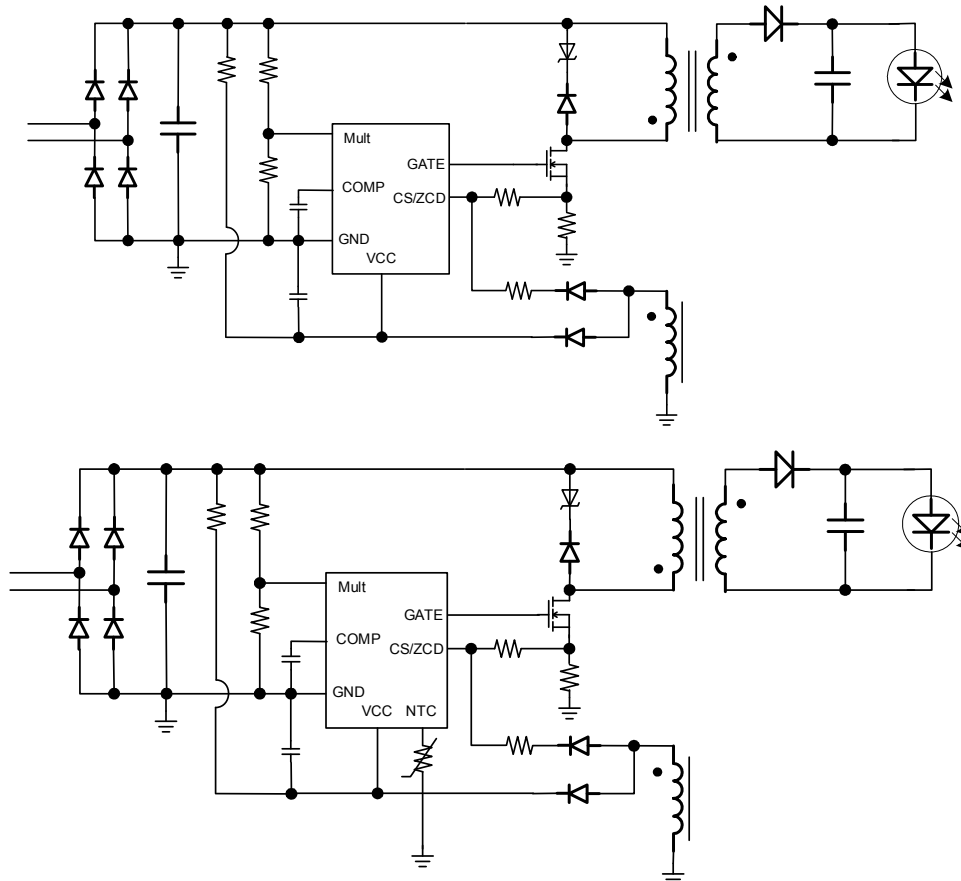 Mult
GATE
COMP
CS/ZCD
GND
VCC
Mult
GATE
COMP
CS/ZCD
GND
VCC NTC